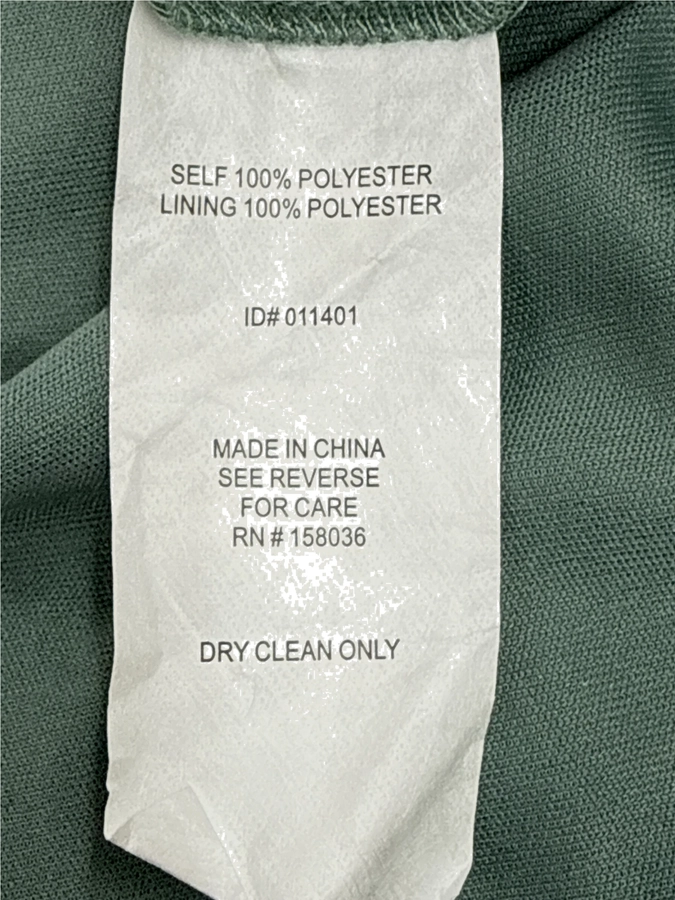 SELF 100% POLYESTER
LINING 100% POLYESTER
ID# 011401
MADE IN CHINA
SEE REVERSE
FOR CARE
RN # 158036
DRY CLEAN ONLY